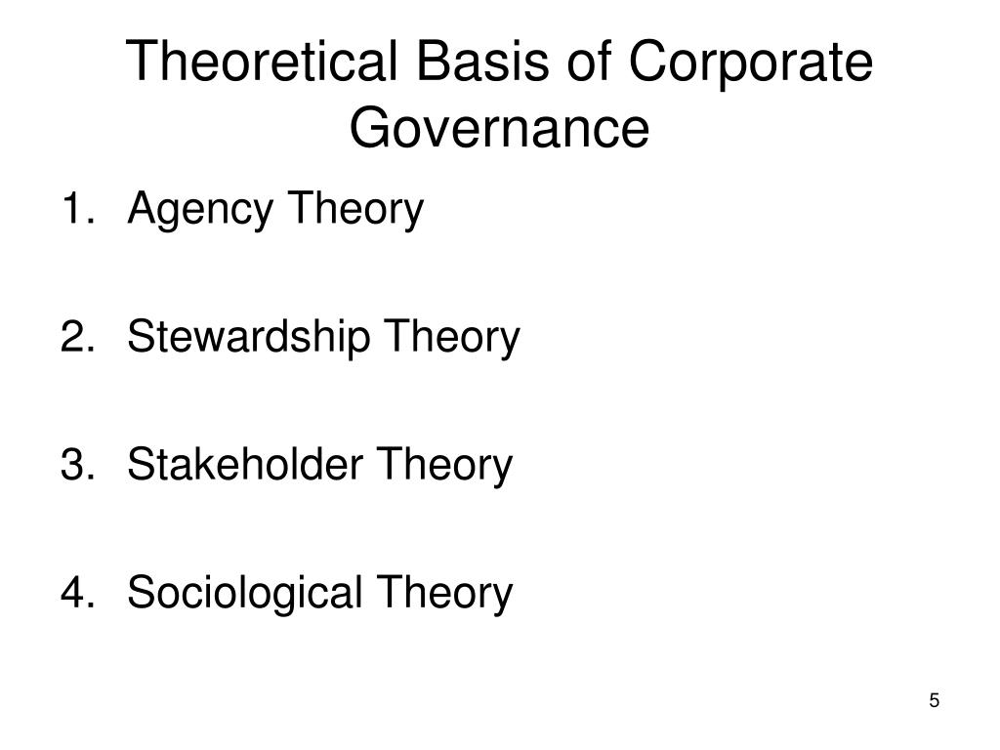 Theoretical Basis of Corporate
Governance
1. Agency Theory
2. Stewardship Theory
3. Stakeholder Theory
4. Sociological Theory
5